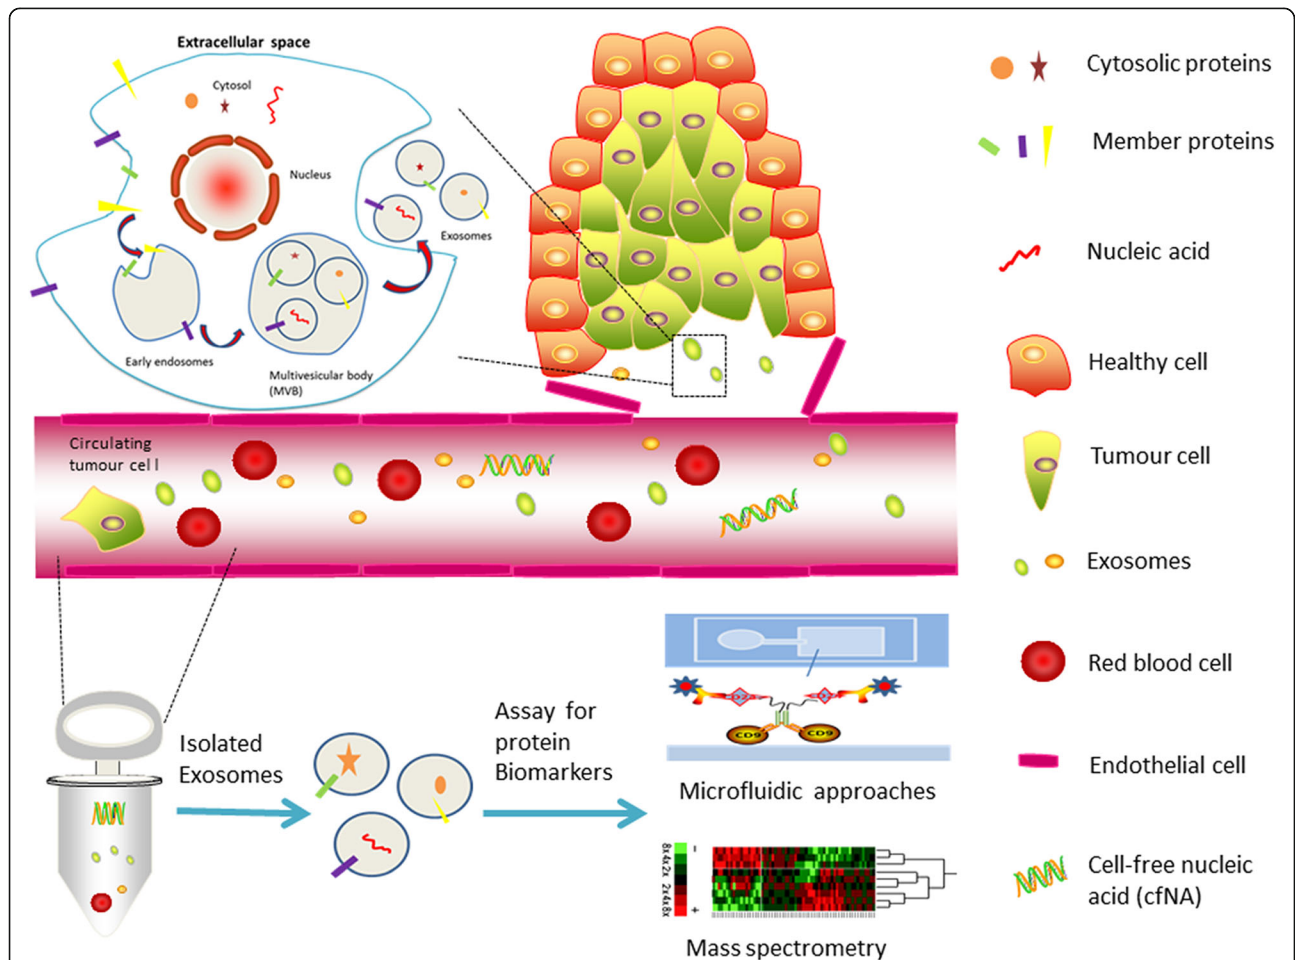 Extracellular space
Cytosol
Nucleus
Exosomes
Early endosomes
Multivesicular body
(MVB)
Circulating
tumour cel l
Isolated
Exosomes
Assay for
protein
Biomarkers
CD9
CD9
Microfluidic approaches
8x4x2x
2x4x8x
-
+
Mass spectrometry
Cytosolic proteins
Member proteins
Nucleic acid
Healthy cell
Tumour cell
Exosomes
Red blood cell
Endothelial cell
Cell-free nucleic
acid (cfNA)